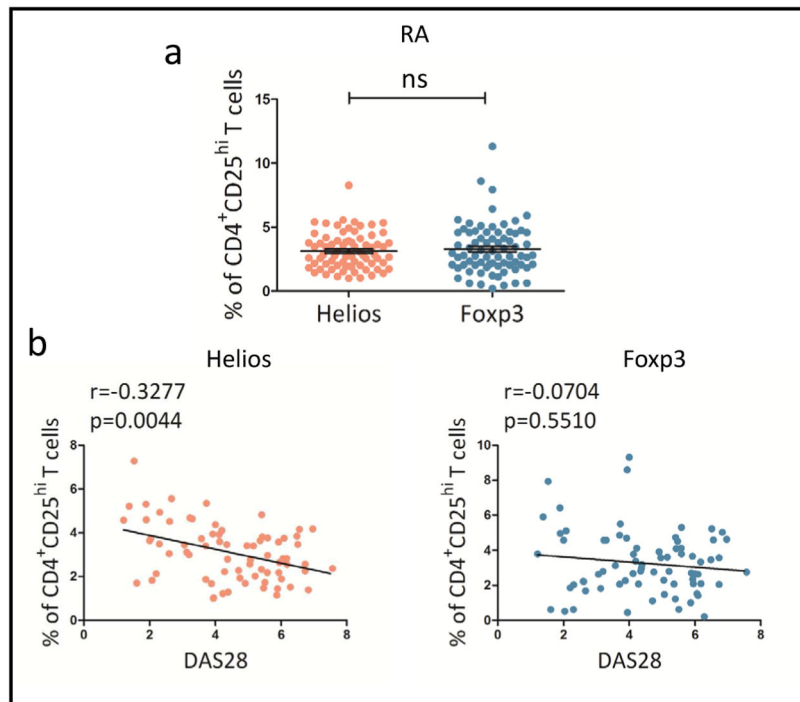 RA
a
ns
15
10
5
0
% of CD4⁺CD25ʰⁱ T cells
Helios Foxp3
b
Helios
r=-0.3277
p=0.0044
8
6
4
2
0
% of CD4⁺CD25ʰⁱ T cells
0 2 4 6 8
DAS28
Foxp3
r=-0.0704
p=0.5510
10
8
6
4
2
0
% of CD4⁺CD25ʰⁱ T cells
0 2 4 6 8
DAS28